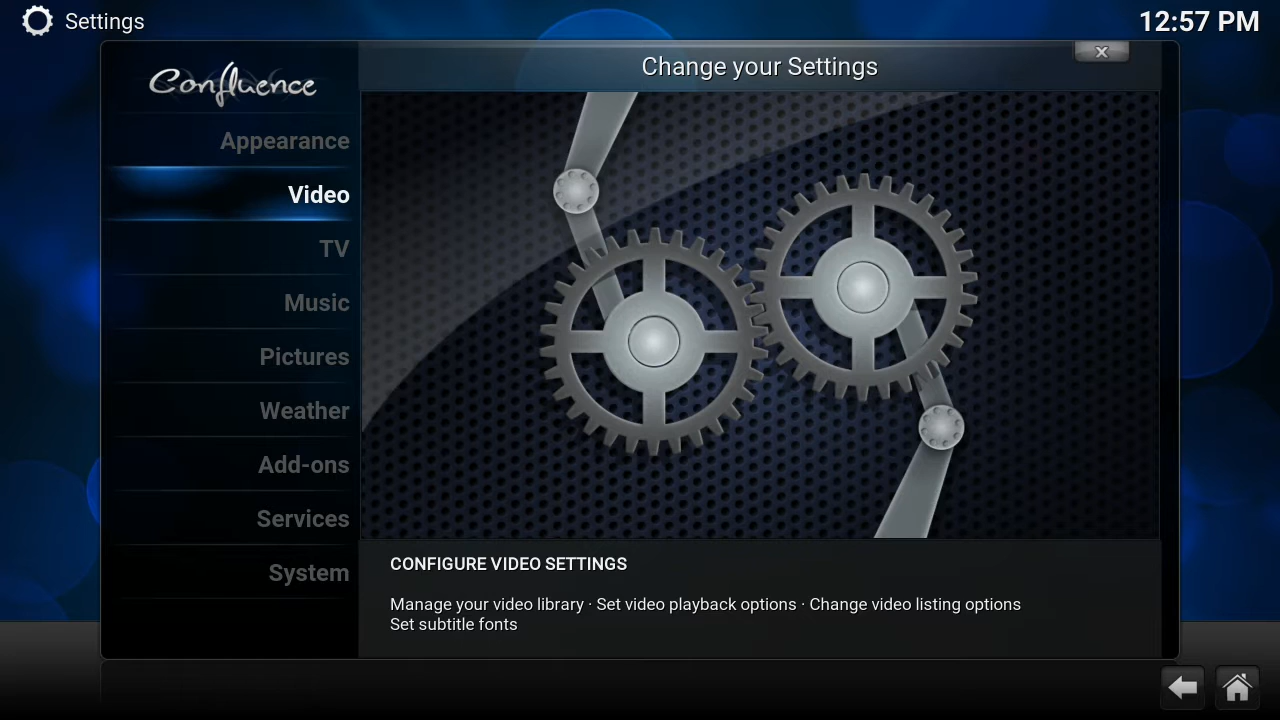 Settings
12:57 PM
Confluence
Change your Settings
Appearance
Video
TV
Music
Pictures
Weather
Add-ons
Services
System
CONFIGURE VIDEO SETTINGS
Manage your video library · Set video playback options · Change video listing options
Set subtitle fonts